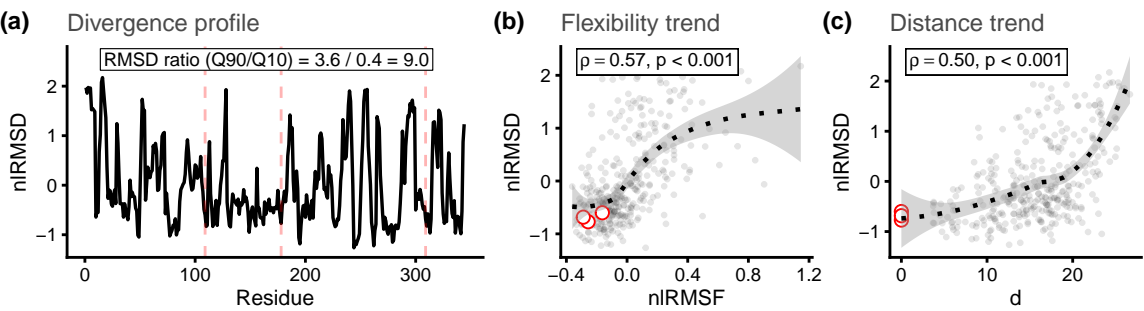 (a) Divergence profile
RMSD ratio (Q90/Q10) = 3.6 / 0.4 = 9.0
nlRMSD
2
1
0
−1
0 100 200 300
Residue
(b) Flexibility trend
ρ = 0.57, p < 0.001
nlRMSD
2
1
0
−1
−0.4 0.0 0.4 0.8 1.2
nlRMSF
(c) Distance trend
ρ = 0.50, p < 0.001
nlRMSD
2
1
0
−1
0 10 20
d